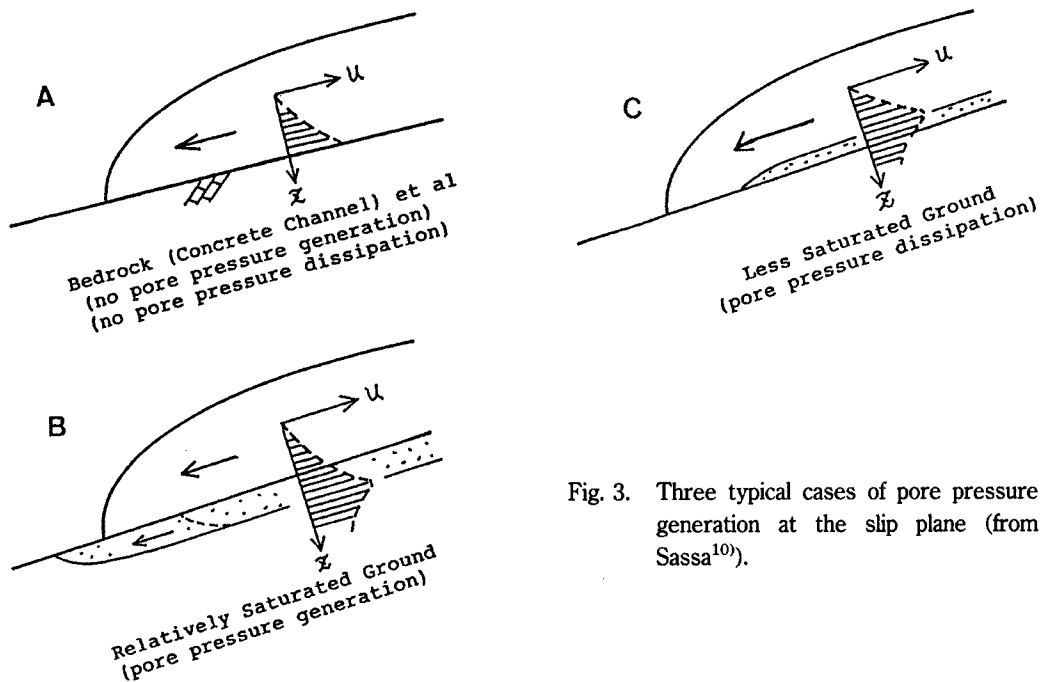 A
u
z
Bedrock (Concrete Channel) et al
(no pore pressure generation)
(no pore pressure dissipation)
C
u
z
Less Saturated Ground
(pore pressure dissipation)
B
u
z
Relatively Saturated Ground
(pore pressure generation)
Fig. 3. Three typical cases of pore pressure
generation at the slip plane (from
Sassa¹⁰⁾).